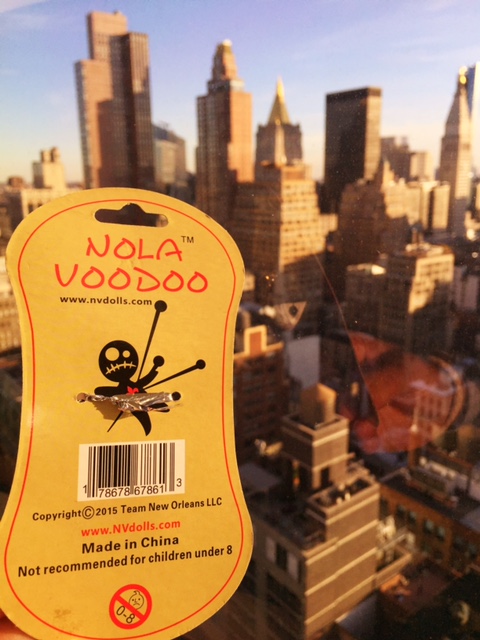 NOLA™
VOODOO
www.nvdolls.com
1 78678 67861 3
Copyright©2015 Team New Orleans LLC
www.NVdolls.com
Made in China
Not recommended for children under 8
0-8